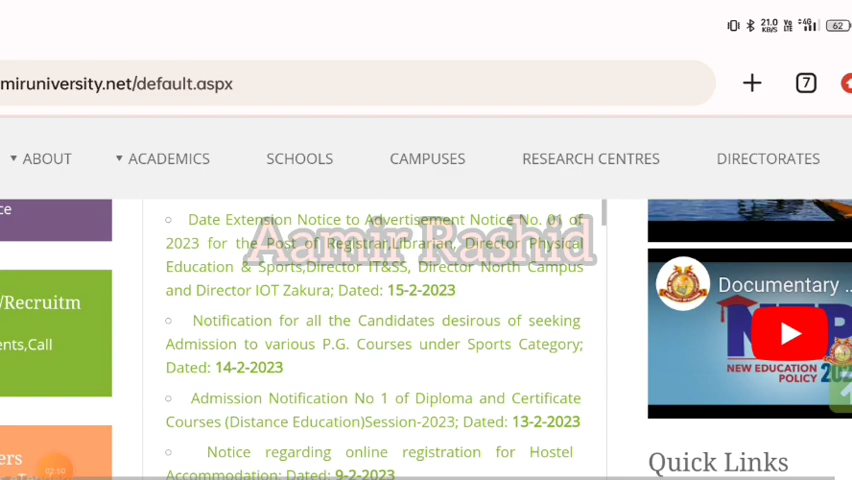 21.0
KB/S
Vo
LTE
4G
62
miruniversity.net/default.aspx
7
ABOUT
ACADEMICS
SCHOOLS
CAMPUSES
RESEARCH CENTRES
DIRECTORATES
ce
Date Extension Notice to Advertisement Notice No. 01 of
2023 for the Post of Registrar,Librarian, Director Physical
Education & Sports,Director IT&SS, Director North Campus
and Director IOT Zakura; Dated: 15-2-2023
Aamir Rashid
/Recruitm
ents,Call
Notification for all the Candidates desirous of seeking
Admission to various P.G. Courses under Sports Category;
Dated: 14-2-2023
Documentary ...
NEP
NEW EDUCATION
POLICY 202
Admission Notification No 1 of Diploma and Certificate
Courses (Distance Education)Session-2023; Dated: 13-2-2023
ers
Notice regarding online registration for Hostel
Accommodation; Dated: 9-2-2023
Quick Links